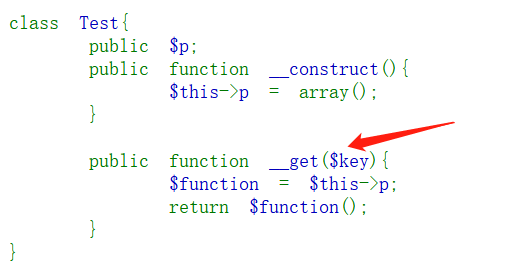 class Test{
public $p;
public function __construct(){
$this->p = array();
}
public function __get($key){
$function = $this->p;
return $function();
}
}